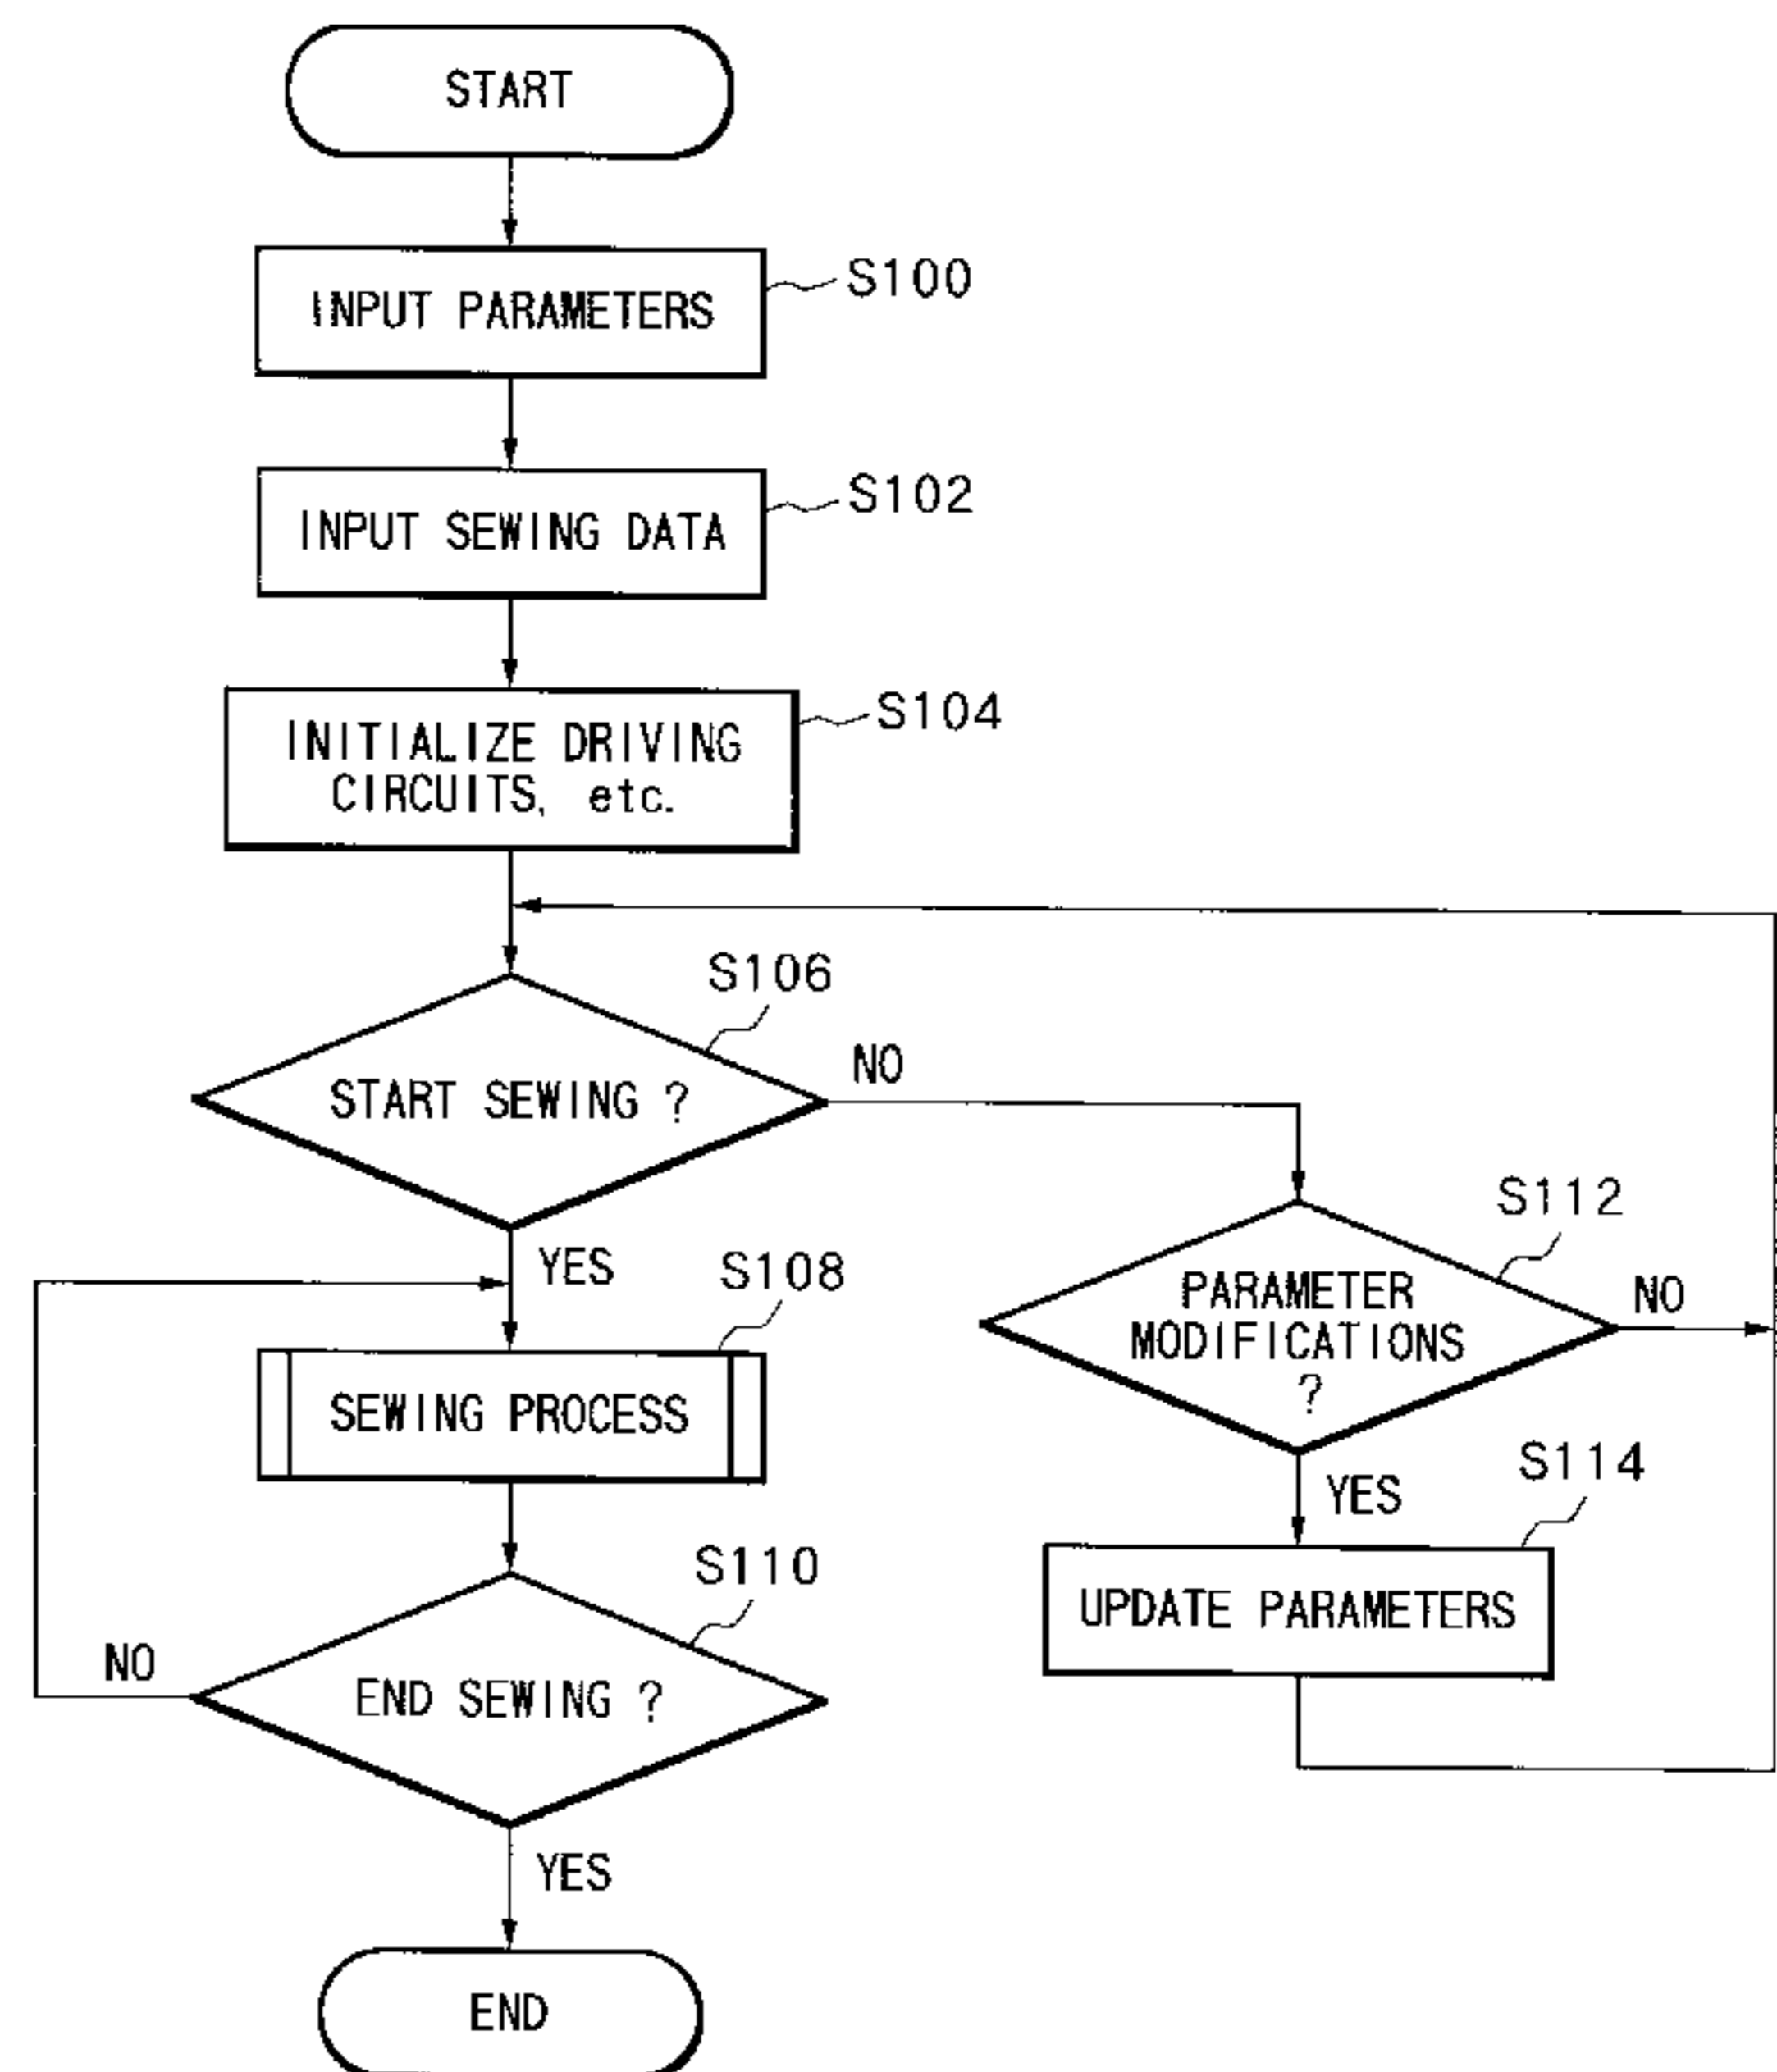 START
INPUT PARAMETERS
S100
INPUT SEWING DATA
S102
INITIALIZE DRIVING
CIRCUITS, etc.
S104
START SEWING ?
S106
NO
YES
SEWING PROCESS
S108
END SEWING ?
S110
NO
YES
END
PARAMETER
MODIFICATIONS
?
S112
NO
YES
UPDATE PARAMETERS
S114